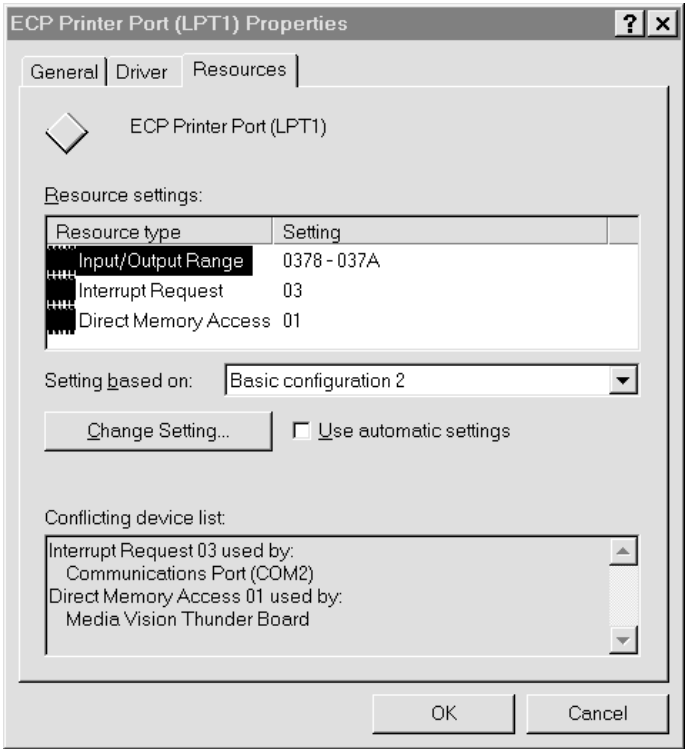 ECP Printer Port (LPT1) Properties
General Driver Resources
ECP Printer Port (LPT1)
Resource settings:
Resource type Setting
Input/Output Range 0378 - 037A
Interrupt Request 03
Direct Memory Access 01
Setting based on: Basic configuration 2
Change Setting... Use automatic settings
Conflicting device list:
Interrupt Request 03 used by:
Communications Port (COM2)
Direct Memory Access 01 used by:
Media Vision Thunder Board
OK Cancel